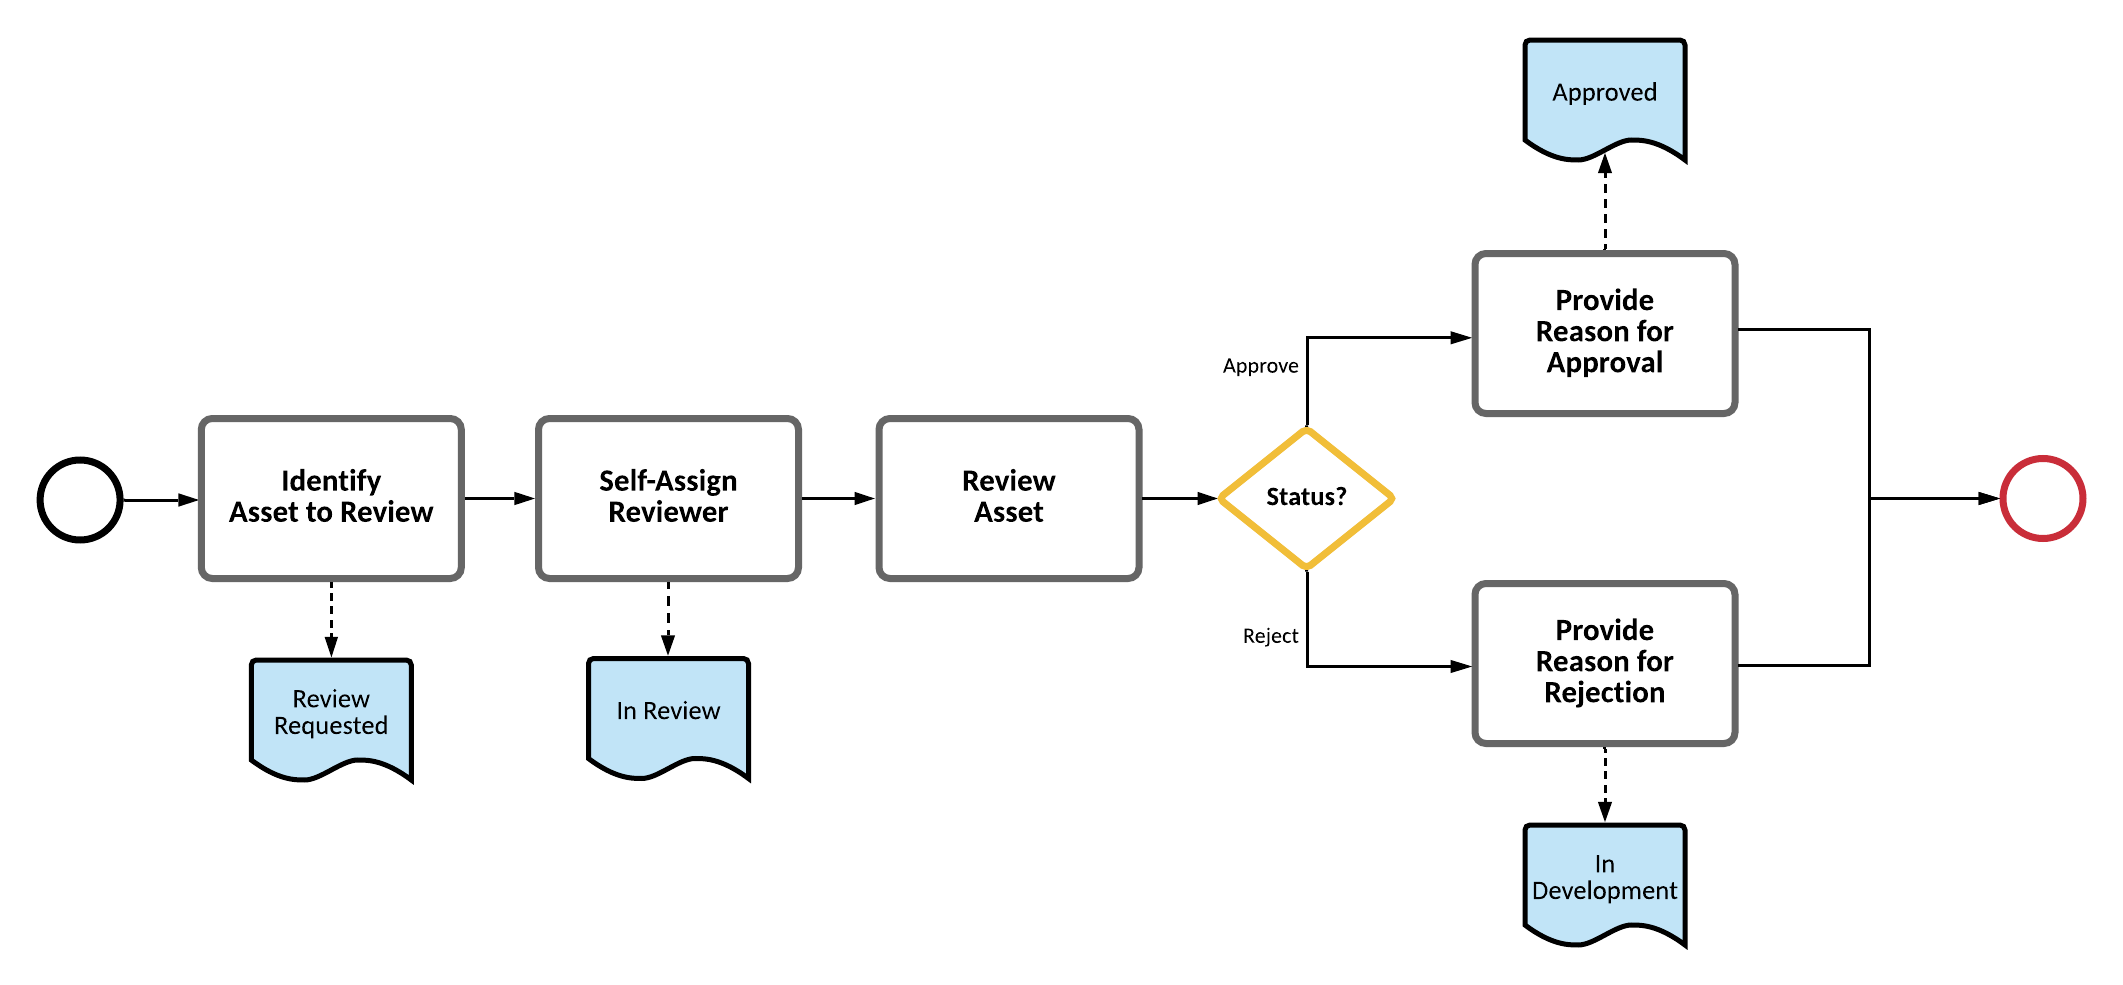 Approved
Provide
Reason for
Approval
Approve
Identify
Asset to Review
Self-Assign
Reviewer
Review
Asset
Status?
Reject
Provide
Reason for
Rejection
Review
Requested
In Review
In
Development